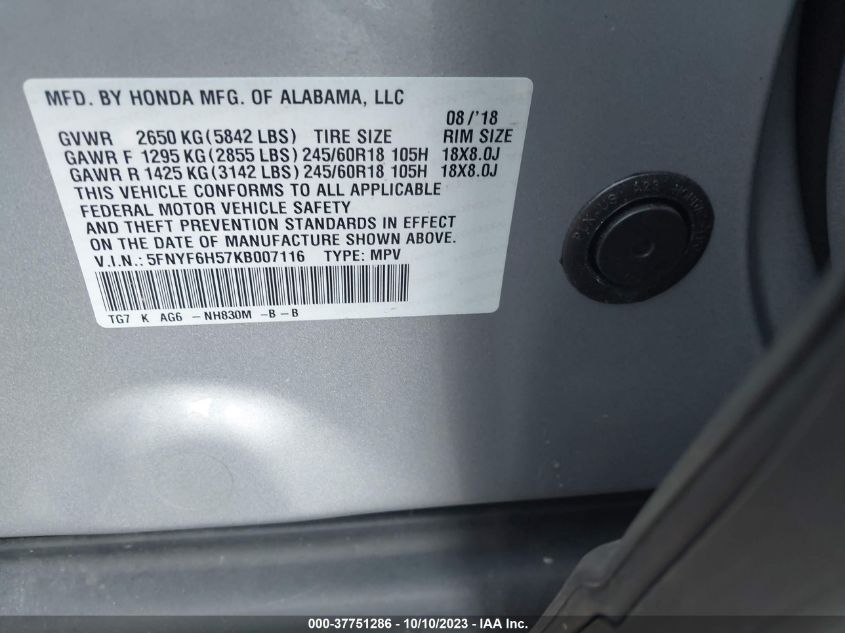 MFD. BY HONDA MFG. OF ALABAMA, LLC
08/'18
GVWR 2650 KG(5842 LBS) TIRE SIZE RIM SIZE
GAWR F 1295 KG(2855 LBS) 245/60R18 105H 18X8.0J
GAWR R 1425 KG(3142 LBS) 245/60R18 105H 18X8.0J
THIS VEHICLE CONFORMS TO ALL APPLICABLE
FEDERAL MOTOR VEHICLE SAFETY
AND THEFT PREVENTION STANDARDS IN EFFECT
ON THE DATE OF MANUFACTURE SHOWN ABOVE.
V.I.N.: 5FNYF6H57KB007116 TYPE: MPV
TG7 K AG6 - NH830M -B - B
000-37751286 - 10/10/2023 - IAA Inc.